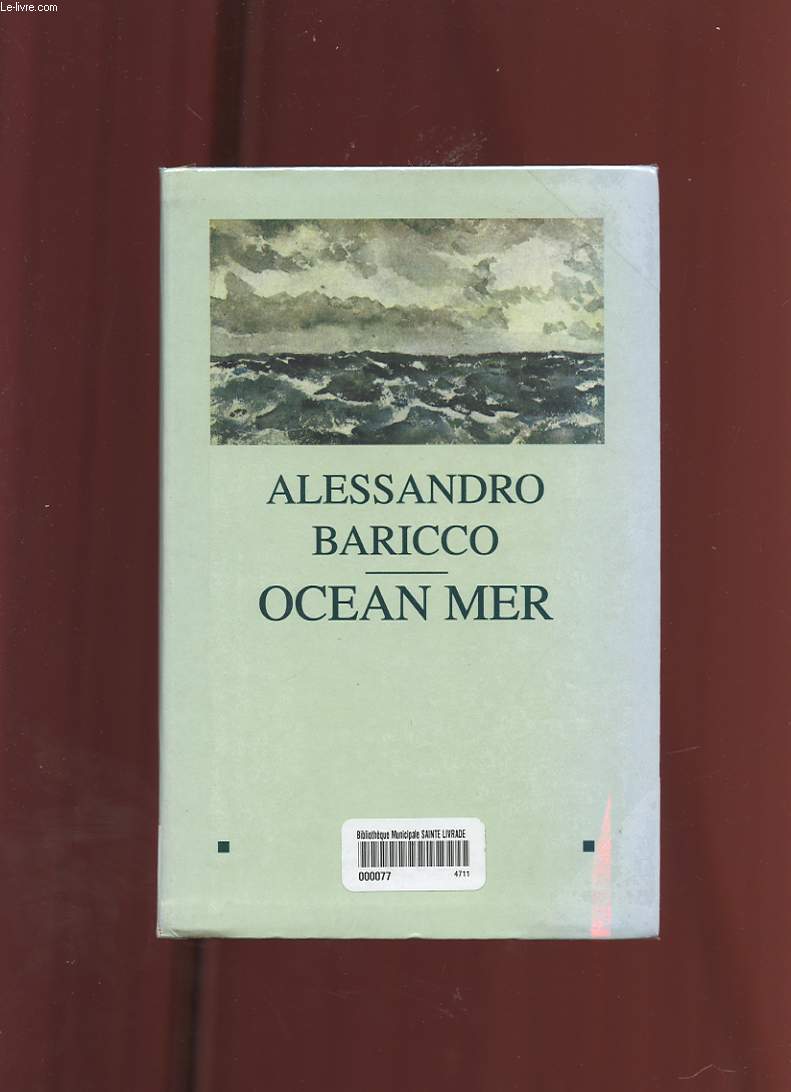 Le-livre.com
ALESSANDRO
BARICCO
OCEAN MER
Bibliothèque Municipale SAINTE LIVRADE
000077 4711